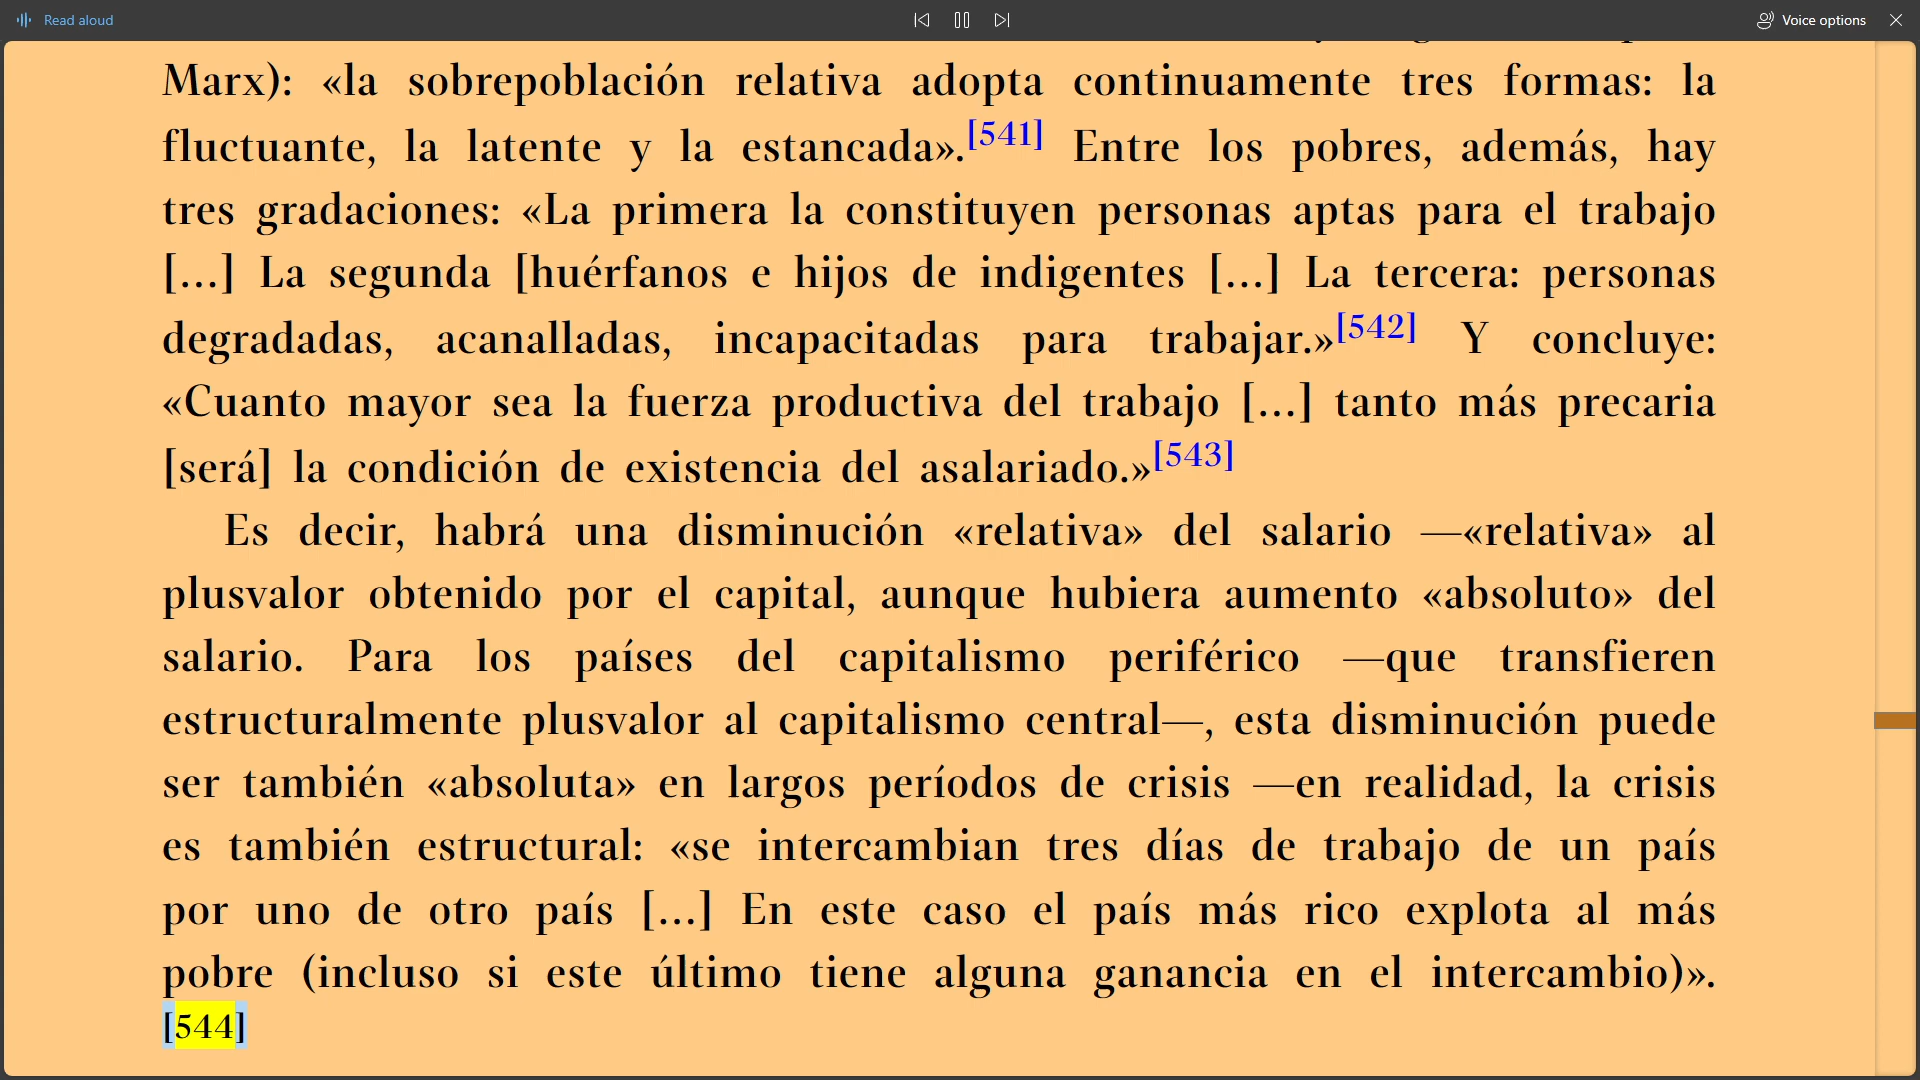 Read aloud
Voice options
Marx): «la sobrepoblación relativa adopta continuamente tres formas: la
fluctuante, la latente y la estancada».[541] Entre los pobres, además, hay
tres gradaciones: «La primera la constituyen personas aptas para el trabajo
[...] La segunda [huérfanos e hijos de indigentes [...] La tercera: personas
degradadas, acanalladas, incapacitadas para trabajar.»[542] Y concluye:
«Cuanto mayor sea la fuerza productiva del trabajo [...] tanto más precaria
[será] la condición de existencia del asalariado.»[543]
Es decir, habrá una disminución «relativa» del salario —«relativa» al
plusvalor obtenido por el capital, aunque hubiera aumento «absoluto» del
salario. Para los países del capitalismo periférico —que transfieren
estructuralmente plusvalor al capitalismo central—, esta disminución puede
ser también «absoluta» en largos períodos de crisis —en realidad, la crisis
es también estructural: «se intercambian tres días de trabajo de un país
por uno de otro país [...] En este caso el país más rico explota al más
pobre (incluso si este último tiene alguna ganancia en el intercambio)».
[544]